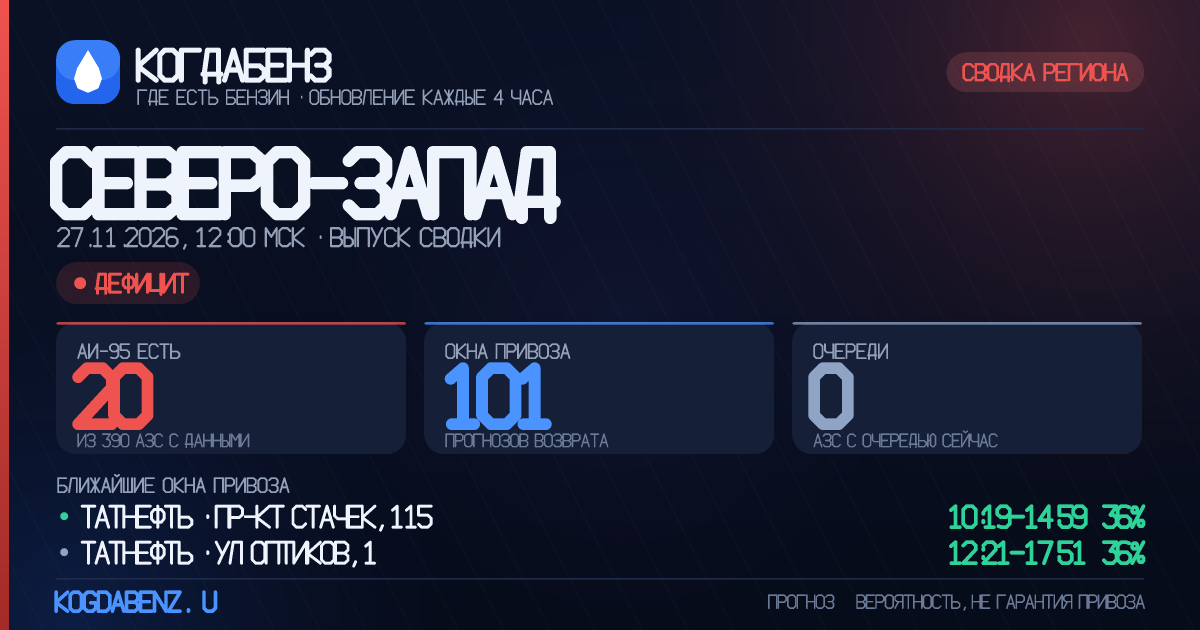 КОГДАБЕНЗ
ГДЕ ЕСТЬ БЕНЗИН · ОБНОВЛЕНИЕ КАЖДЫЕ 4 ЧАСА
СВОДКА РЕГИОНА
СЕВЕРО-ЗАПАД
27.11.2026, 12:00 МСК · ВЫПУСК СВОДКИ
• ДЕФИЦИТ
АИ-95 ЕСТЬ
20
ИЗ 390 АЗС С ДАННЫМИ
ОКНА ПРИВОЗА
101
ПРОГНОЗОВ ВОЗВРАТА
ОЧЕРЕДИ
0
АЗС С ОЧЕРЕДЬЮ СЕЙЧАС
БЛИЖАЙШИЕ ОКНА ПРИВОЗА
• ТАТНЕФТЬ · ПР-КТ СТАЧЕК, 115 10:19-14:59 36%
• ТАТНЕФТЬ · УЛ ОПТИКОВ, 1 12:21-17:51 36%
KOGDABENZ. U
ПРОГНОЗ ВЕРОЯТНОСТЬ, НЕ ГАРАНТИЯ ПРИВОЗА